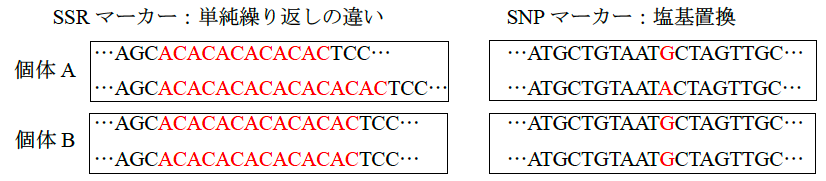 SSR マーカー：単純繰り返しの違い SNP マーカー：塩基置換
個体 A
…AGCACACACACACACTCC… …ATGCTGTAATGCTAGTTGC…
…AGCACACACACACACACACTCC… …ATGCTGTAATACTAGTTGC…
個体 B
…AGCACACACACACACACTCC… …ATGCTGTAATGCTAGTTGC…
…AGCACACACACACACACTCC… …ATGCTGTAATGCTAGTTGC…